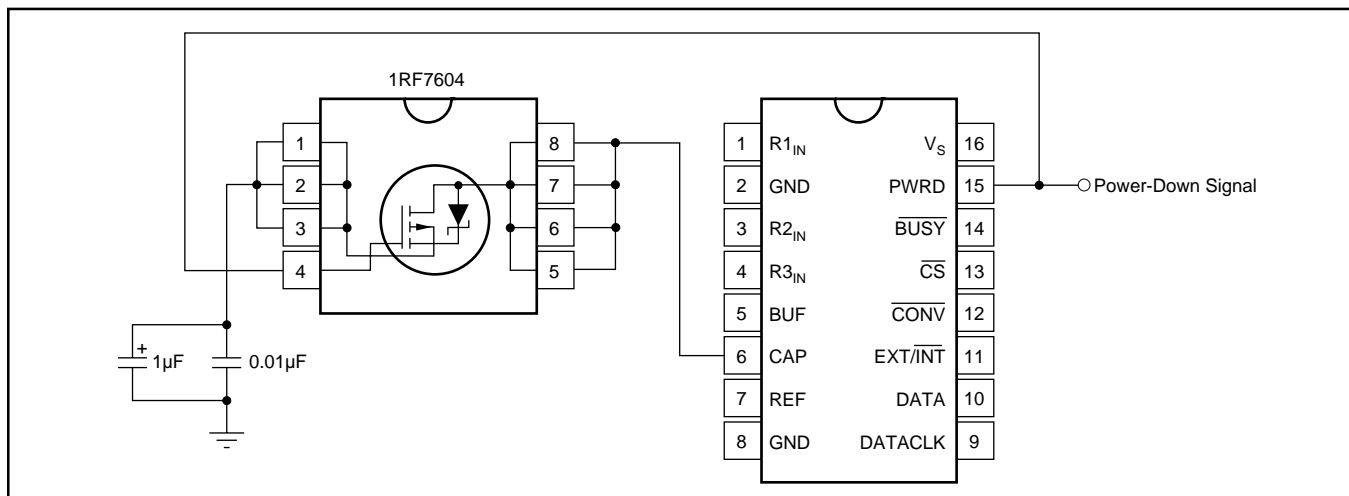 1RF7604
1
2
3
4
8
7
6
5
+
1µF
0.01µF
1 R1IN
2 GND
3 R2IN
4 R3IN
5 BUF
6 CAP
7 REF
8 GND
VS 16
PWRD 15
BUSY 14
CS 13
CONV 12
EXT/INT 11
DATA 10
DATACLK 9
Power-Down Signal